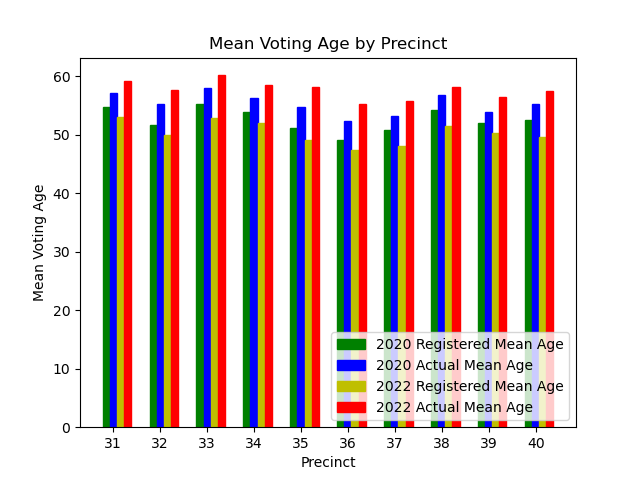 Mean Voting Age by Precinct
Mean Voting Age
60
50
40
30
20
10
0
2020 Registered Mean Age
2020 Actual Mean Age
2022 Registered Mean Age
2022 Actual Mean Age
31 32 33 34 35 36 37 38 39 40
Precinct